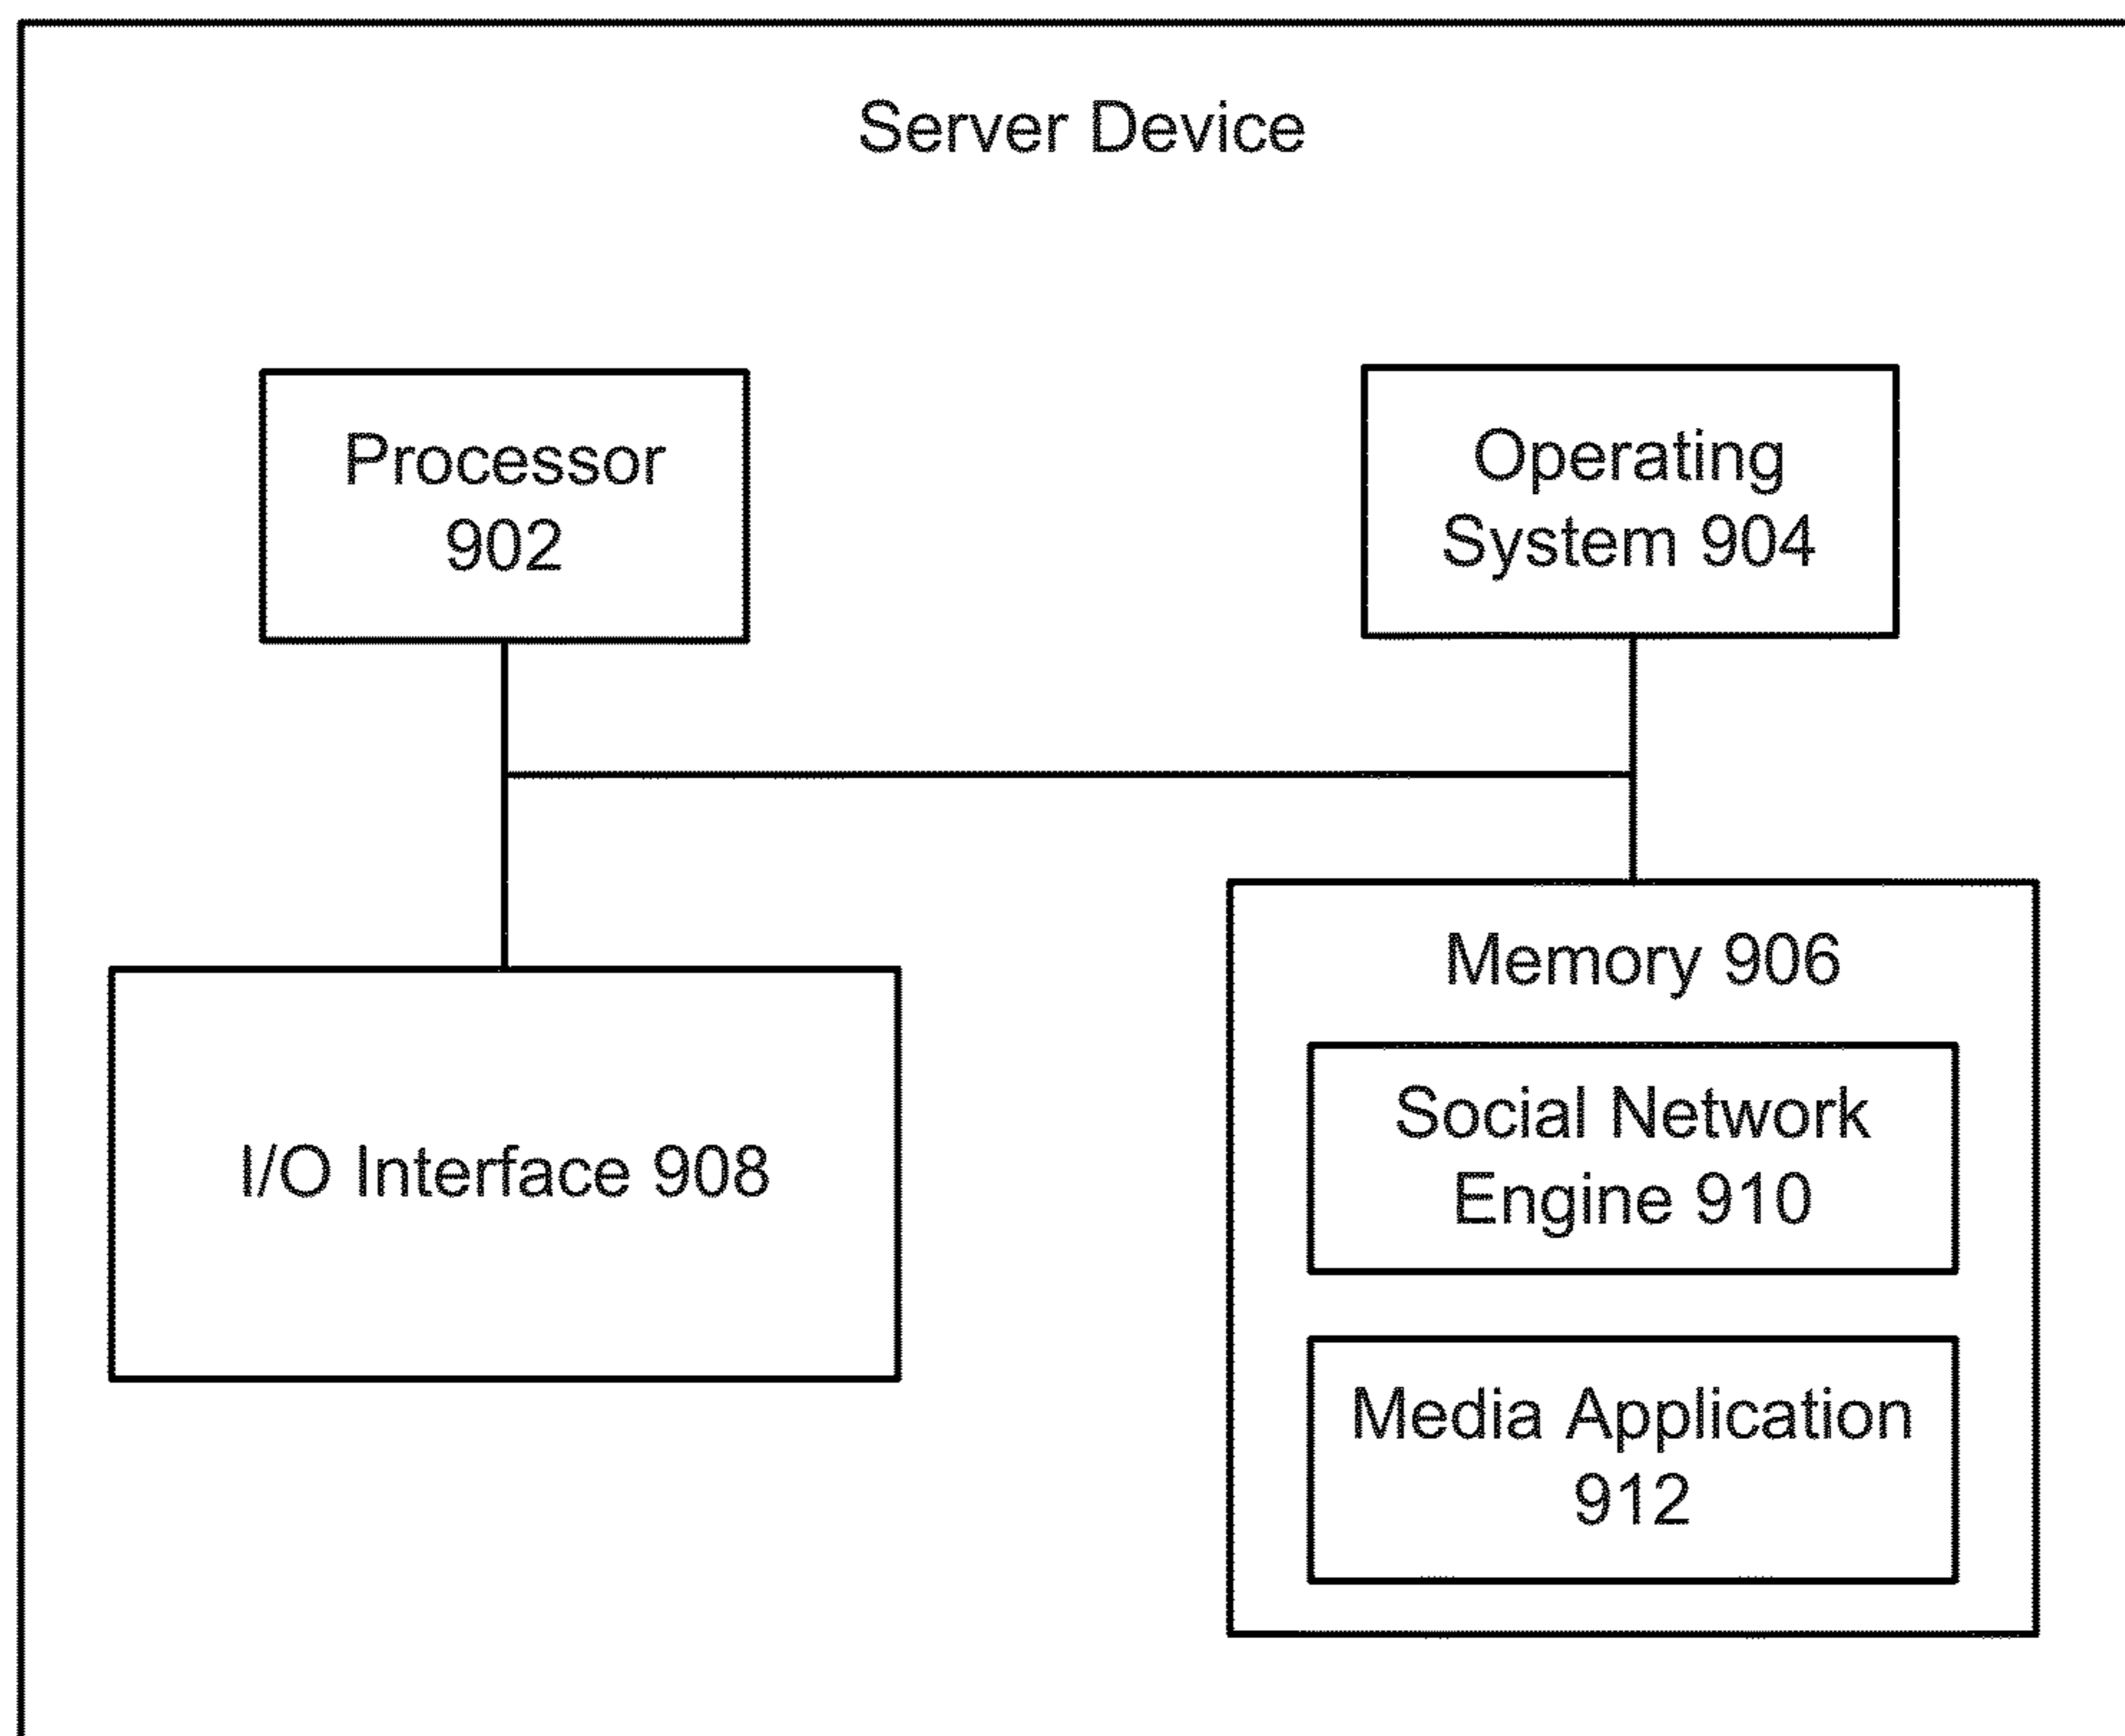 Server Device
Processor
902
Operating
System 904
Memory 906
I/O Interface 908
Social Network
Engine 910
Media Application
912